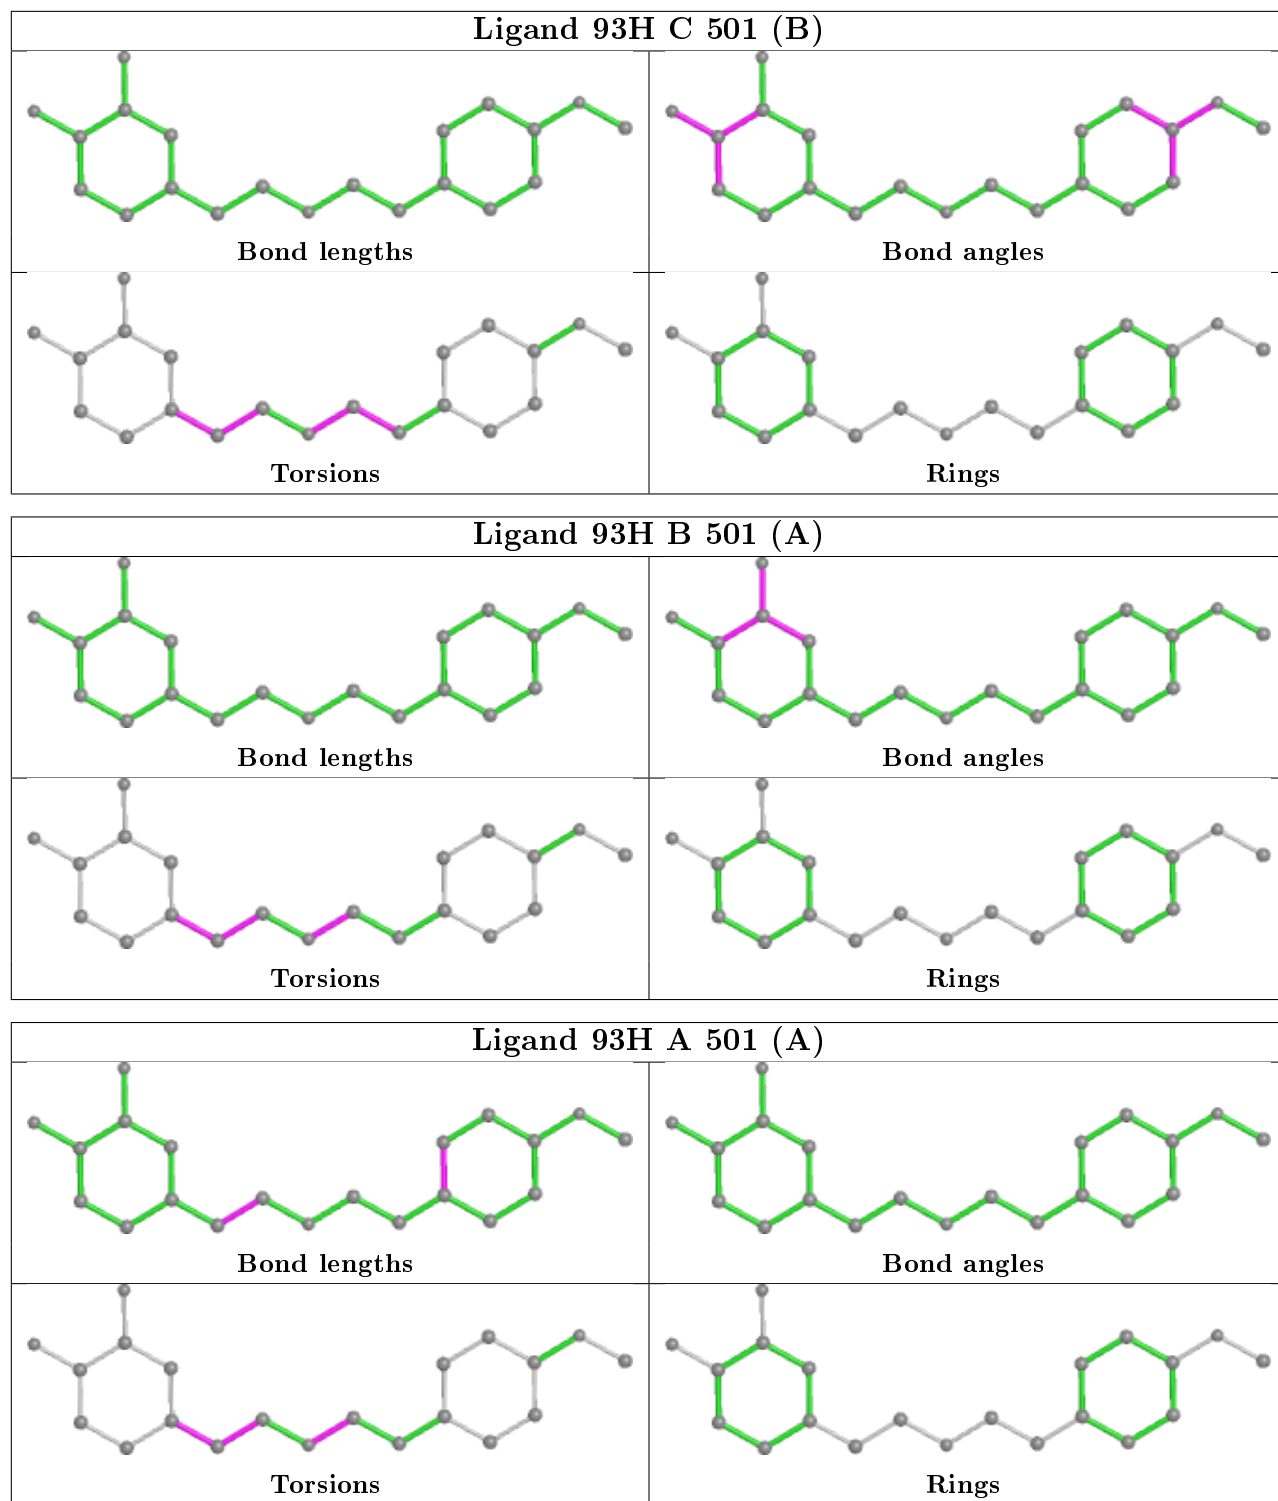 Ligand 93H C 501 (B)
Bond lengths
Bond angles
Torsions
Rings
Ligand 93H B 501 (A)
Bond lengths
Bond angles
Torsions
Rings
Ligand 93H A 501 (A)
Bond lengths
Bond angles
Torsions
Rings